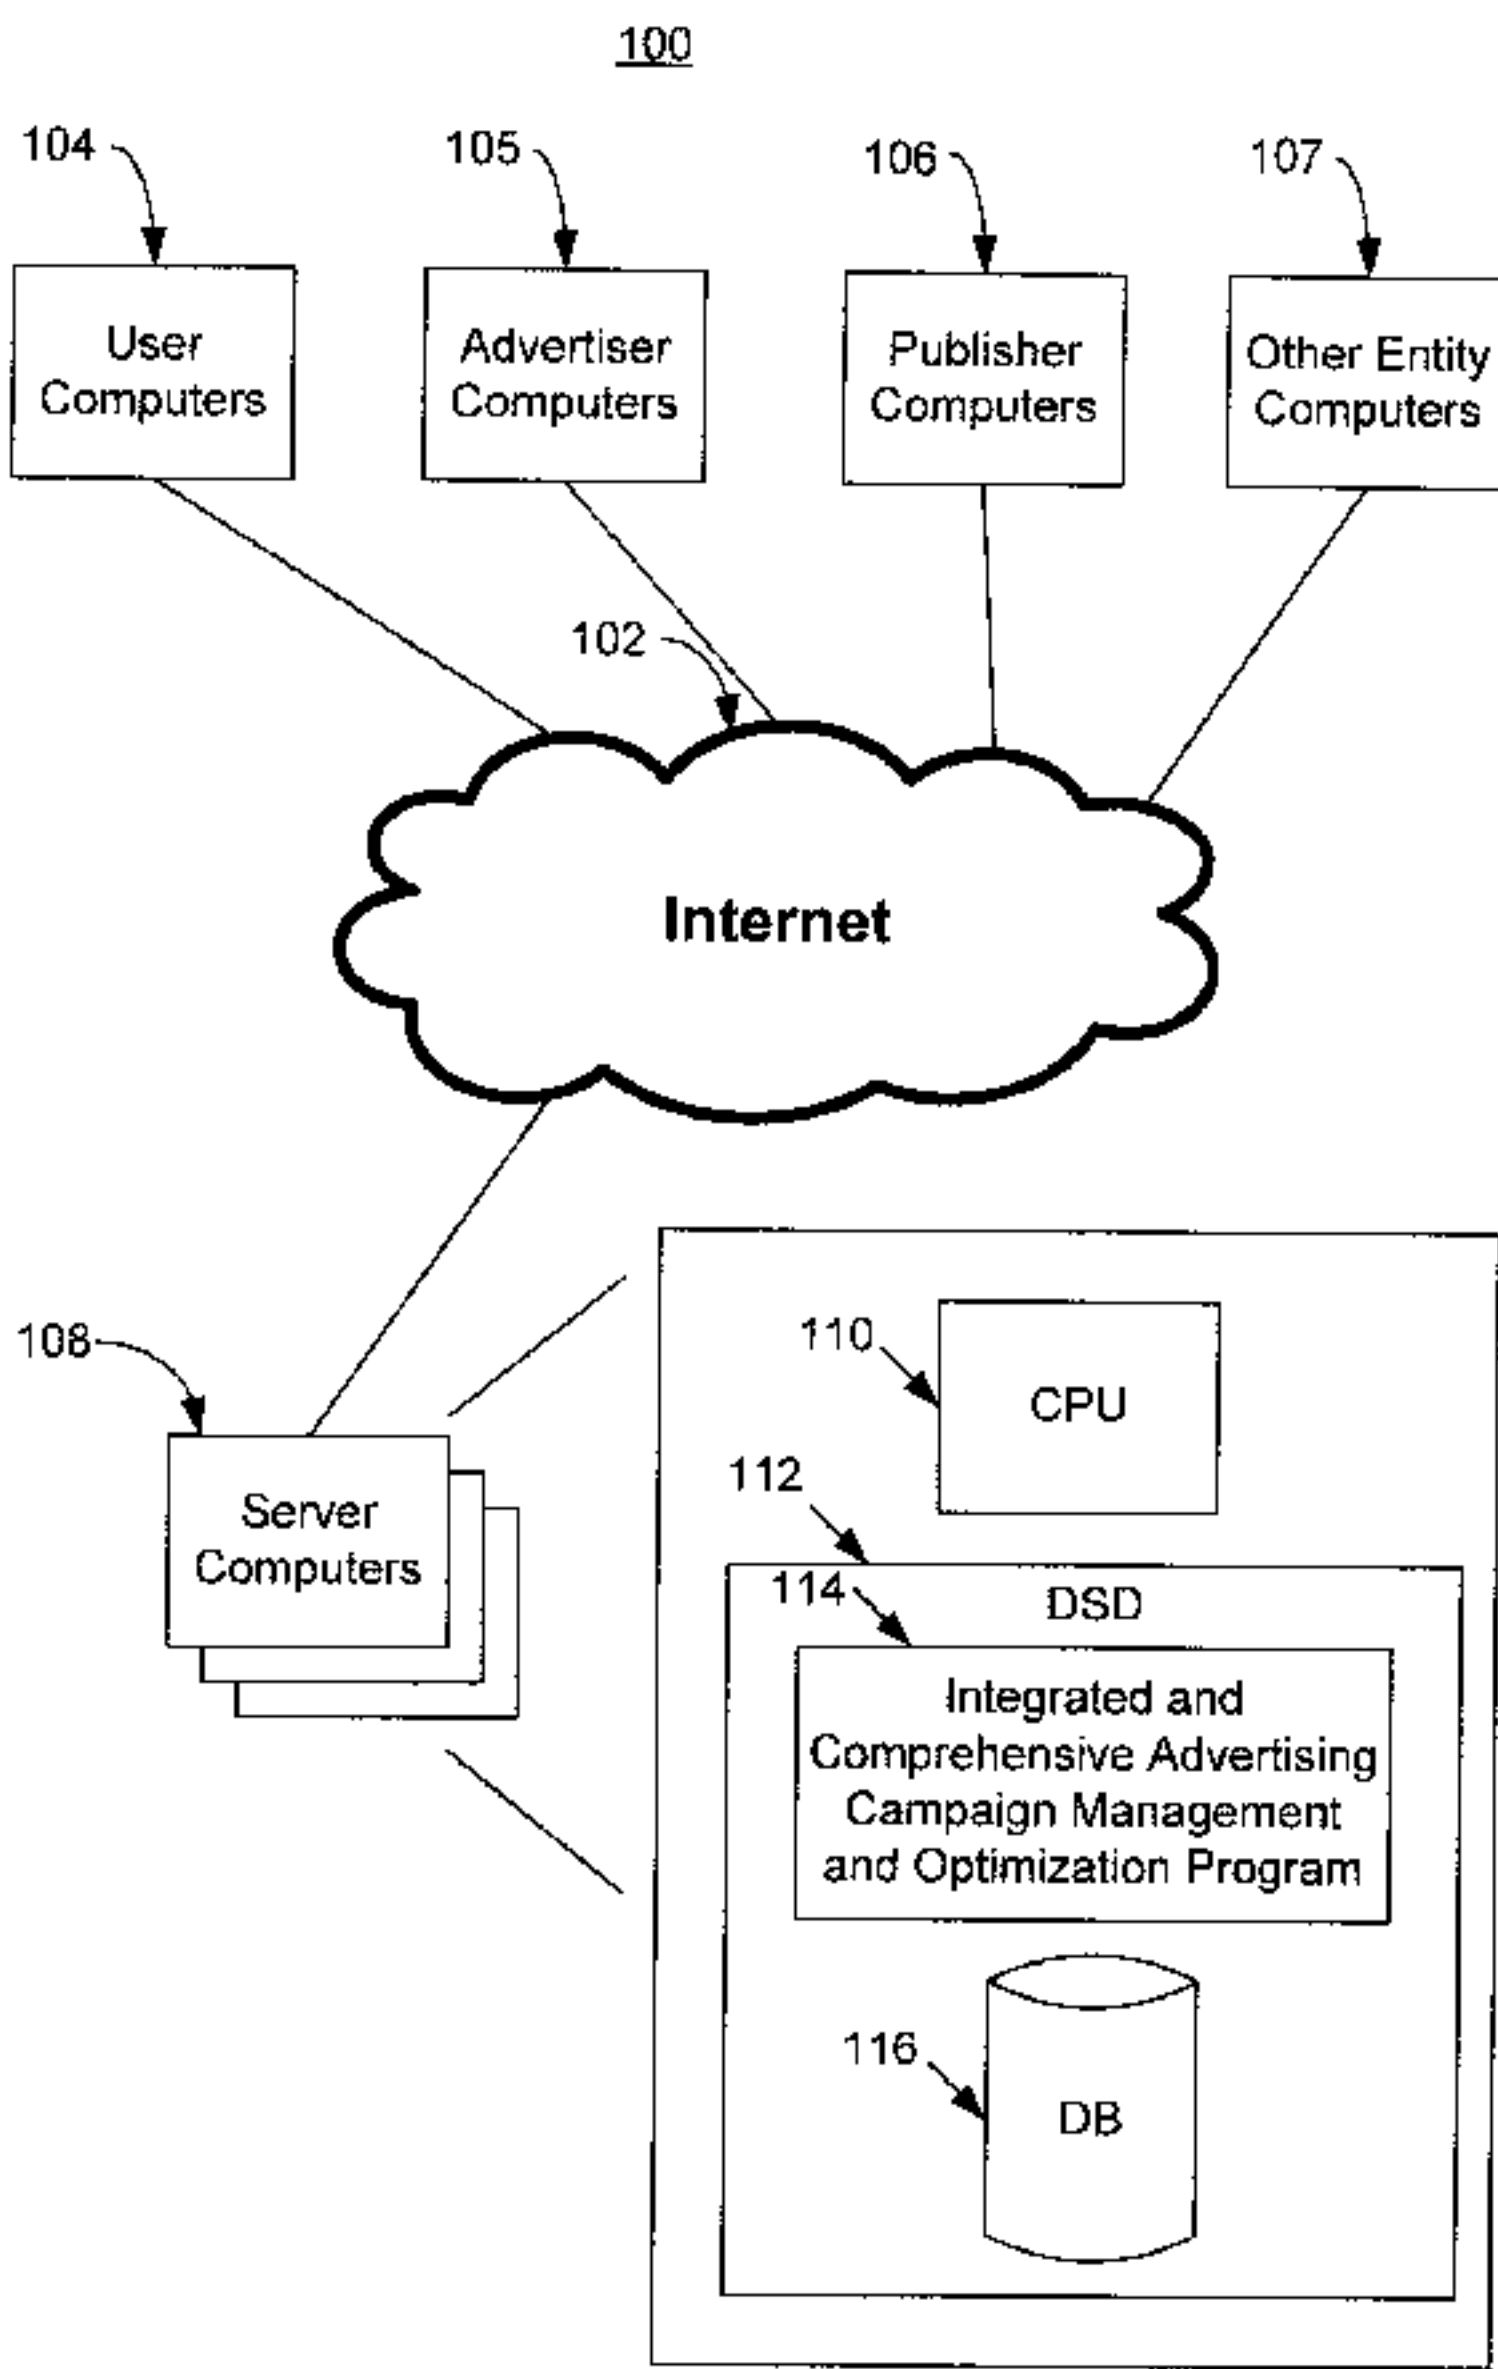 100
104
105
106
107
User
Computers
Advertiser
Computers
Publisher
Computers
Other Entity
Computers
102
Internet
108
Server
Computers
110
CPU
112
DSD
114
Integrated and
Comprehensive Advertising
Campaign Management
and Optimization Program
116
DB